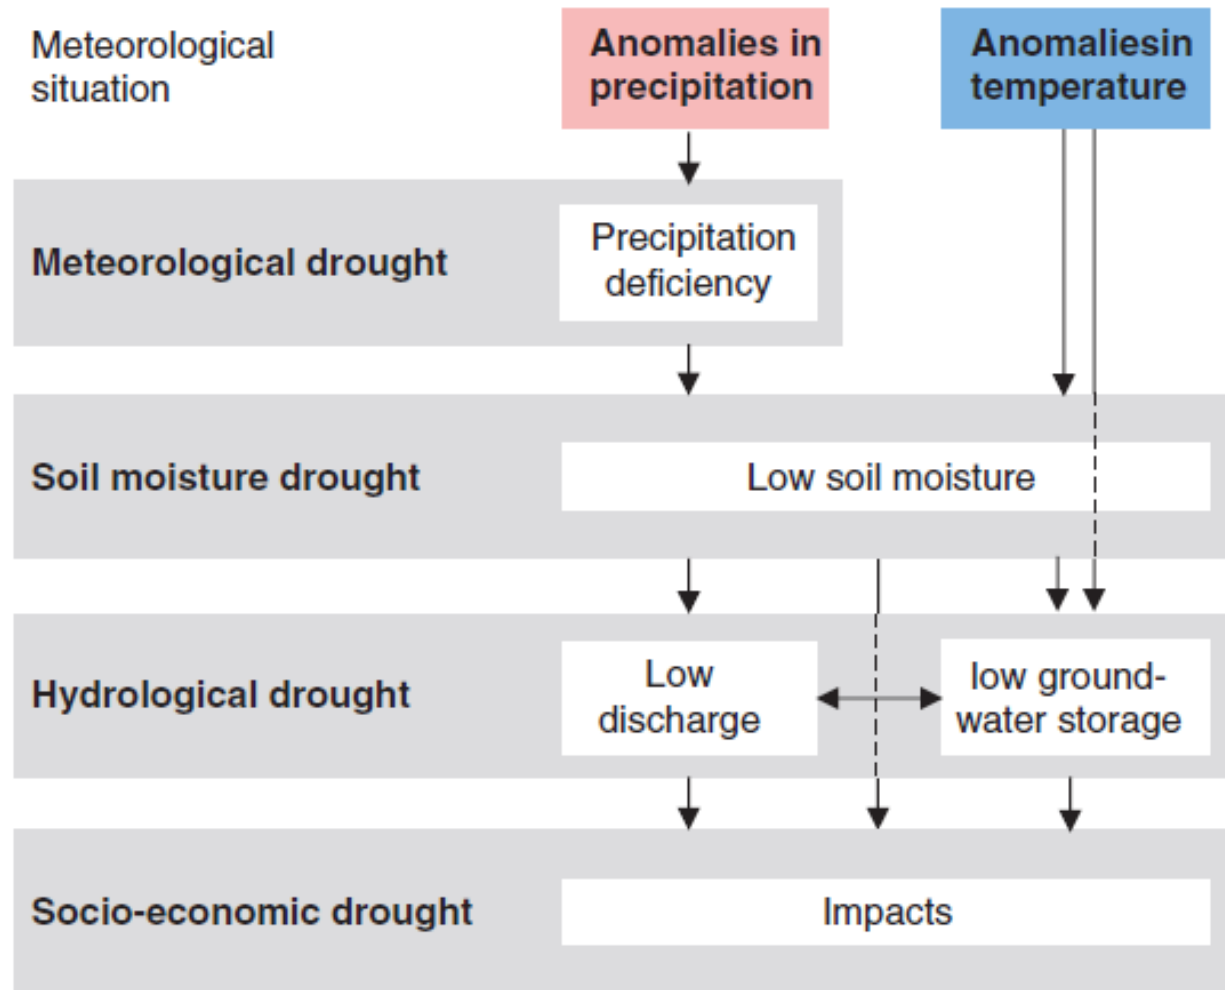 Meteorological
situation
Anomalies in
precipitation
Anomaliesin
temperature
Meteorological drought
Precipitation
deficiency
Soil moisture drought
Low soil moisture
Hydrological drought
Low
discharge
low ground-
water storage
Socio-economic drought
Impacts